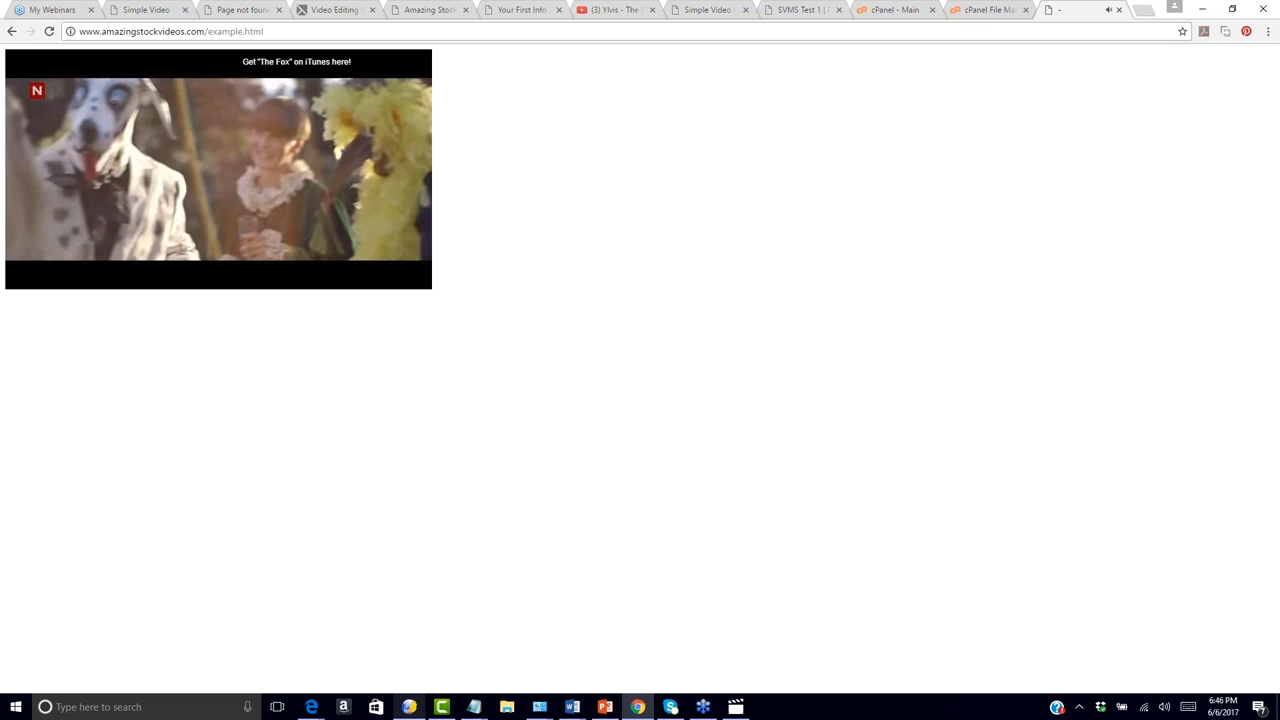 My Webinars
Simple Video
Page not foun
Video Editing
Amazing Stock
Your First Info
(3) Ylvis - The
Simple Video
SVMS Test 1 |
cPanel - Main
cPanel File Ma
-
www.amazingstockvideos.com/example.html
Get "The Fox" on iTunes here!
N
Type here to search
6:46 PM
6/6/2017